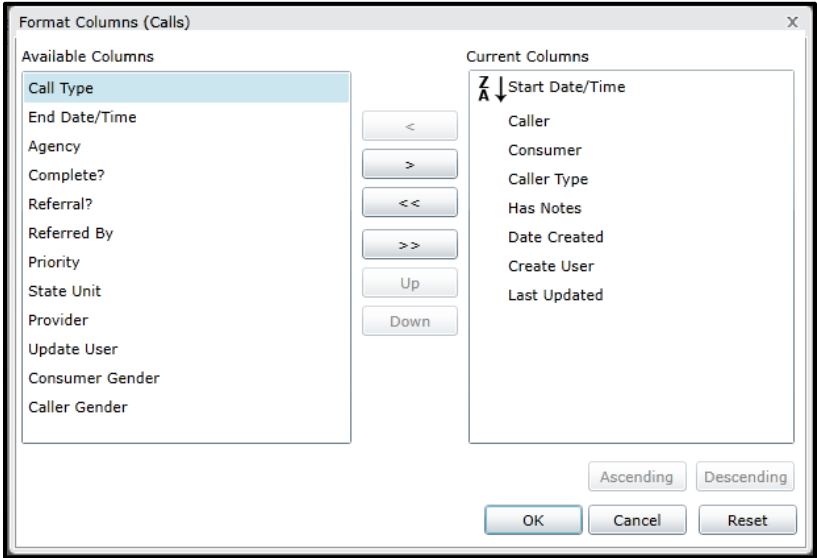 Format Columns (Calls) X
Available Columns
Call Type
End Date/Time
Agency
Complete?
Referral?
Referred By
Priority
State Unit
Provider
Update User
Consumer Gender
Caller Gender
<
>
<<
>>
Up
Down
Current Columns
Z
A
Start Date/Time
Caller
Consumer
Caller Type
Has Notes
Date Created
Create User
Last Updated
Ascending Descending
OK Cancel Reset